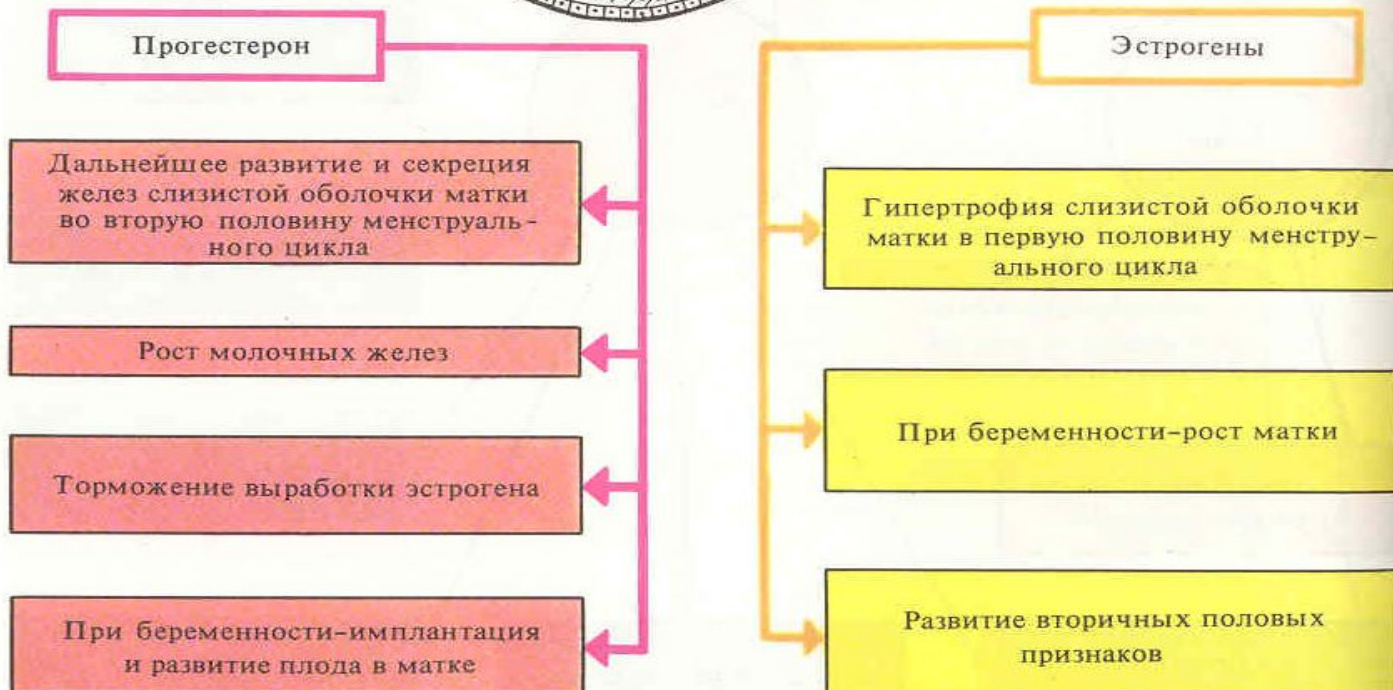 Прогестерон
Дальнейшее развитие и секреция
желез слизистой оболочки матки
во вторую половину менструаль-
ного цикла
Рост молочных желез
Торможение выработки эстрогена
При беременности-имплантация
и развитие плода в матке
Эстрогены
Гипертрофия слизистой оболочки
матки в первую половину менстру-
ального цикла
При беременности-рост матки
Развитие вторичных половых
признаков